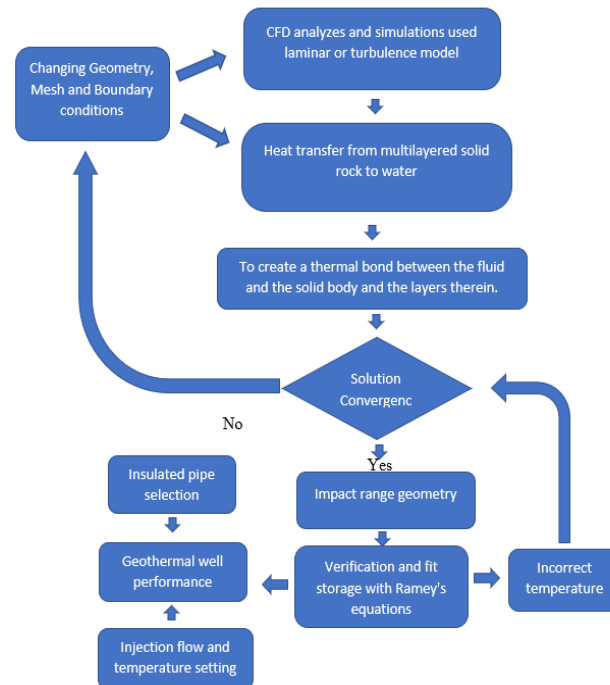 CFD analyzes and simulations used
laminar or turbulence model
Changing Geometry,
Mesh and Boundary
conditions
Heat transfer from multilayered solid
rock to water
To create a thermal bond between the fluid
and the solid body and the layers therein.
Solution
Convergenc
No
Yes
Insulated pipe
selection
Impact range geometry
Geothermal well
performance
Verification and fit
storage with Ramey's
equations
Incorrect
temperature
Injection flow and
temperature setting